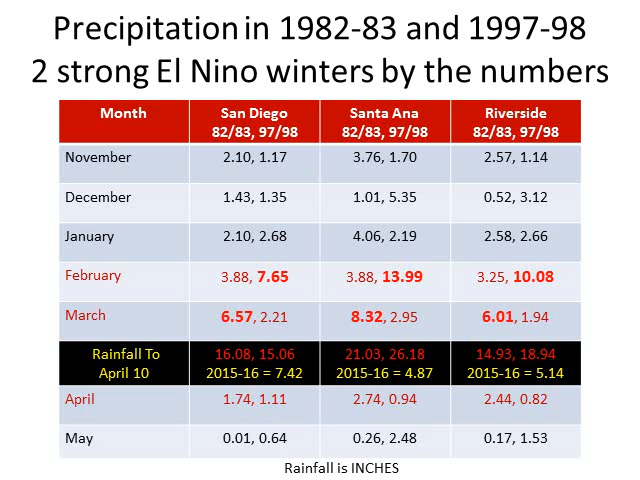 Precipitation in 1982-83 and 1997-98
2 strong El Nino winters by the numbers
Month San Diego Santa Ana Riverside
82/83, 97/98 82/83, 97/98 82/83, 97/98
November 2.10, 1.17 3.76, 1.70 2.57, 1.14
December 1.43, 1.35 1.01, 5.35 0.52, 3.12
January 2.10, 2.68 4.06, 2.19 2.58, 2.66
February 3.88, 7.65 3.88, 13.99 3.25, 10.08
March 6.57, 2.21 8.32, 2.95 6.01, 1.94
Rainfall To 16.08, 15.06 21.03, 26.18 14.93, 18.94
April 10 2015-16 = 7.42 2015-16 = 4.87 2015-16 = 5.14
April 1.74, 1.11 2.74, 0.94 2.44, 0.82
May 0.01, 0.64 0.26, 2.48 0.17, 1.53
Rainfall is INCHES